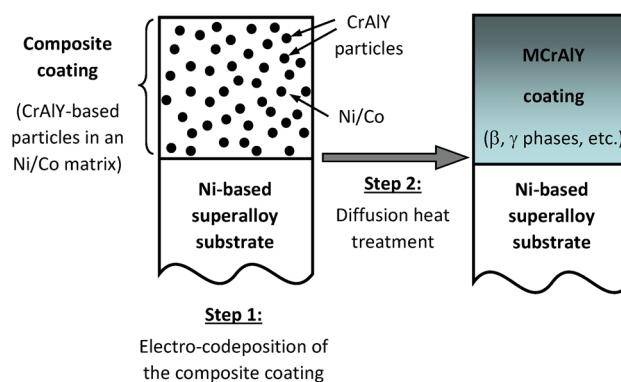 Composite
coating
(CrAlY-based
particles in an
Ni/Co matrix)
CrAlY
particles
Ni/Co
Ni-based
superalloy
substrate
Step 1:
Electro-codeposition of
the composite coating
Step 2:
Diffusion heat
treatment
MCrAlY
coating
(β, γ phases, etc.)
Ni-based
superalloy
substrate